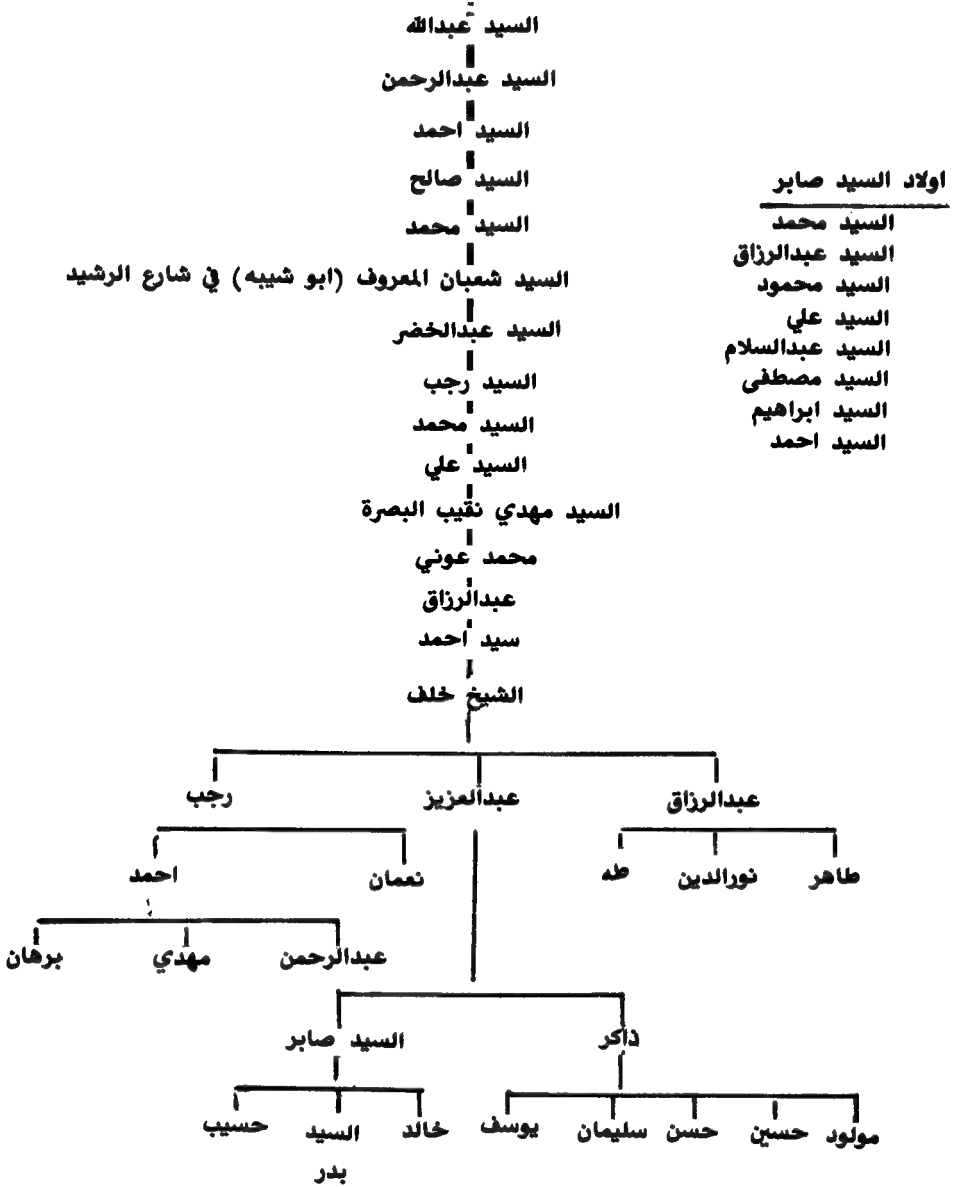 السيد عبدالله
السيد عبدالرحمن
السيد احمد
السيد صالح
السيد محمد
السيد شعبان المعروف (ابو شيبه) في شارع الرشيد
السيد عبدالخضر
السيد رجب
السيد محمد
السيد علي
السيد مهدي نقيب البصرة
محمد عوني
عبدالرزاق
سيد احمد
الشيخ خلف
اولاد السيد صابر
السيد محمد
السيد عبدالرزاق
السيد محمود
السيد علي
السيد عبدالسلام
السيد مصطفى
السيد ابراهيم
السيد احمد
عبدالرزاق عبدالعزيز رجب
طاهر نورالدين طه نعمان احمد
عبدالرحمن مهدي برهان
ذاكر السيد صابر
مولود حسين حسن سليمان يوسف خالد السيد حسيب
بدر